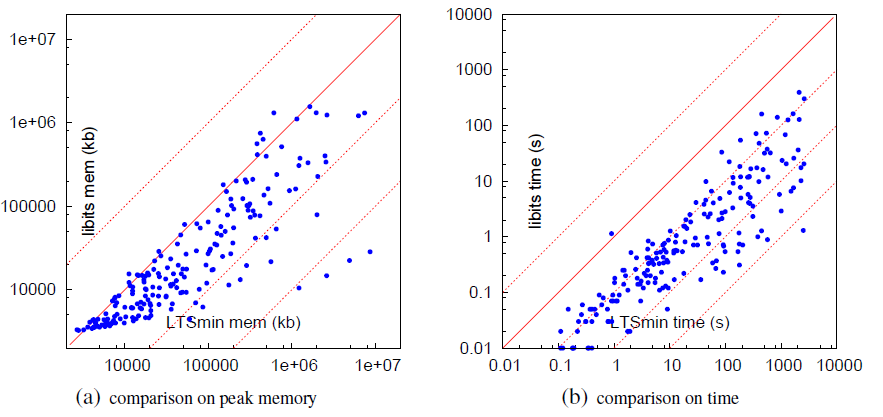 1e+07
1e+06
100000
10000
libits mem (kb)
LTSmin mem (kb)
10000 100000 1e+06 1e+07
(a) comparison on peak memory
10000
1000
100
10
1
0.1
0.01
libits time (s)
LTSmin time (s)
0.01 0.1 1 10 100 1000 10000
(b) comparison on time